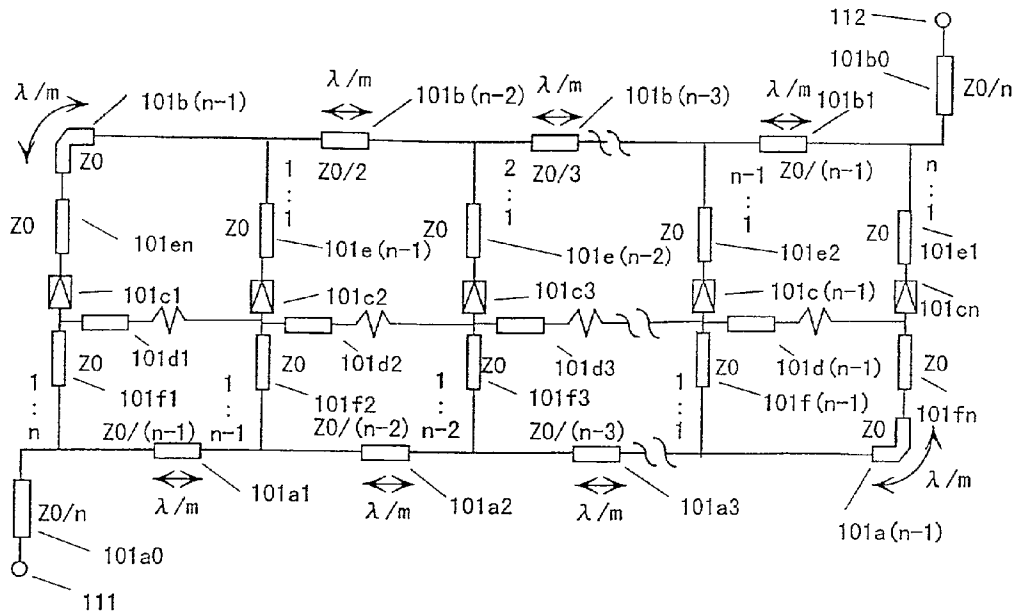 112
101b0
Z0/n
λ/m
101b(n-1)
λ/m
101b(n-2)
λ/m
101b(n-3)
λ/m
101b1
Z0
Z0/2
Z0/3
Z0/(n-1)
1
⋮
1
2
⋮
1
n-1
⋮
1
n
⋮
1
Z0
101en
Z0
101e(n-1)
Z0
101e(n-2)
Z0
101e2
Z0
101e1
101c1
101c2
101c3
101c(n-1)
101cn
101d1
101d2
101d3
101d(n-1)
Z0
101f1
Z0
101f2
Z0
101f3
Z0
101f(n-1)
Z0
101fn
1
⋮
n
1
⋮
n-1
1
⋮
n-2
1
⋮
1
Z0/(n-1)
Z0/(n-2)
Z0/(n-3)
Z0
λ/m
101a1
λ/m
101a2
λ/m
101a3
λ/m
101a(n-1)
Z0/n
101a0
111